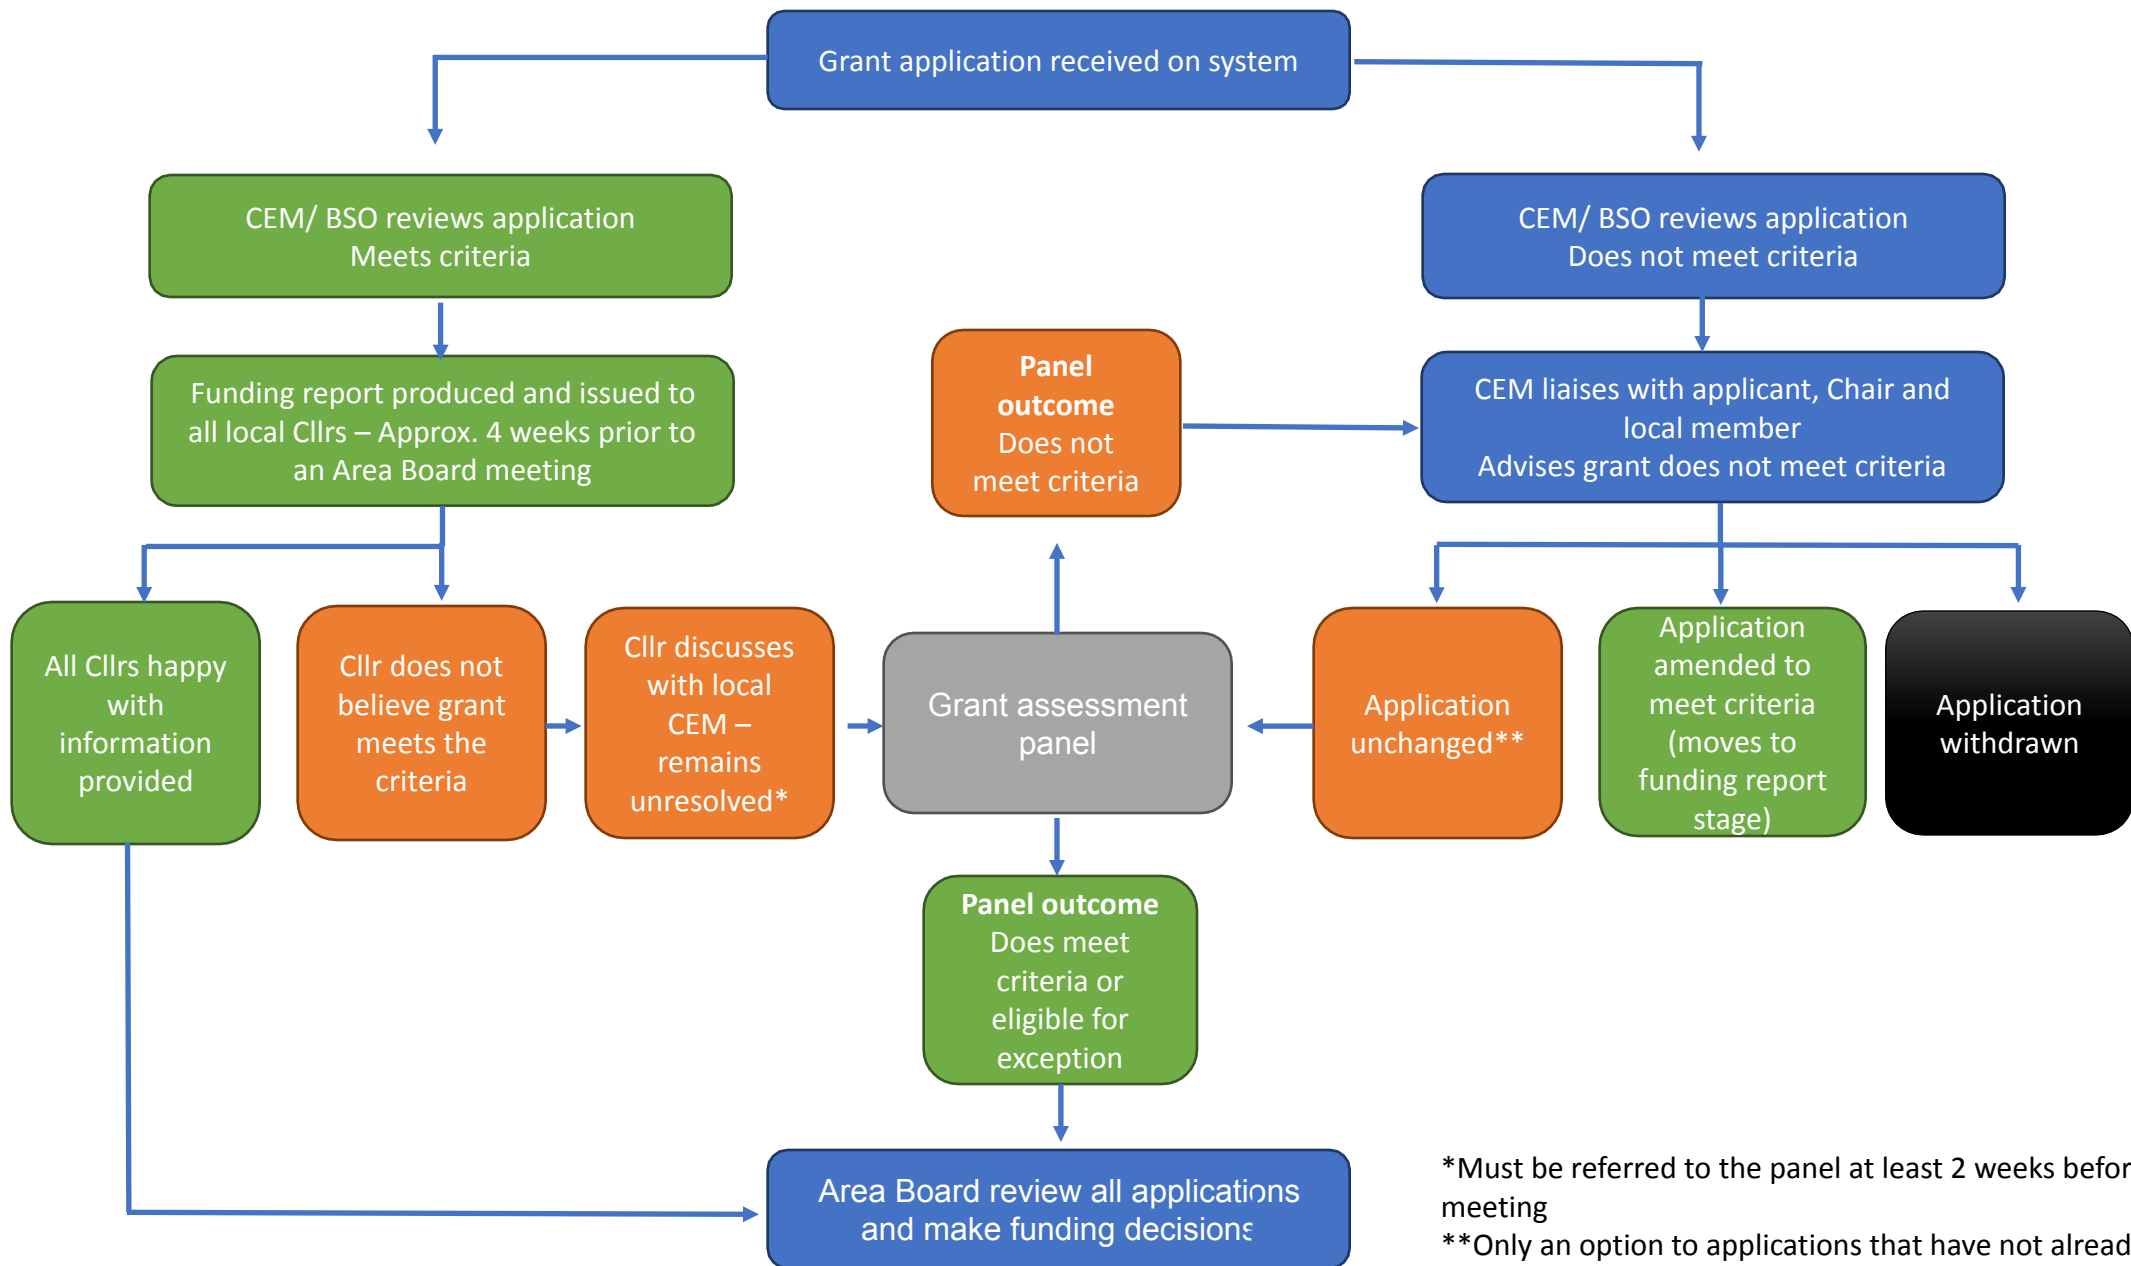 Grant application received on system
CEM/ BSO reviews application
Meets criteria
CEM/ BSO reviews application
Does not meet criteria
Funding report produced and issued to
all local Cllrs – Approx. 4 weeks prior to
an Area Board meeting
Panel
outcome
Does not
meet criteria
CEM liaises with applicant, Chair and
local member
Advises grant does not meet criteria
All Cllrs happy
with
information
provided
Cllr does not
believe grant
meets the
criteria
Cllr discusses
with local
CEM –
remains
unresolved*
Grant assessment
panel
Application
unchanged**
Application
amended to
meet criteria
(moves to
funding report
stage)
Application
withdrawn
Panel outcome
Does meet
criteria or
eligible for
exception
Area Board review all applications
and make funding decisions
*Must be referred to the panel at least 2 weeks
meeting
**Only an option to applications that have not